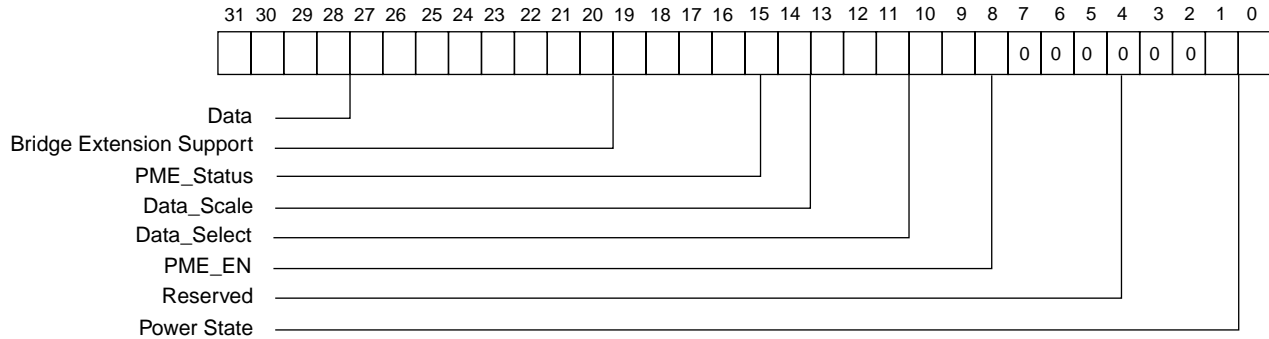 31 30 29 28 27 26 25 24 23 22 21 20 19 18 17 16 15 14 13 12 11 10 9 8 7 6 5 4 3 2 1 0
0 0 0 0 0 0
Data
Bridge Extension Support
PME_Status
Data_Scale
Data_Select
PME_EN
Reserved
Power State